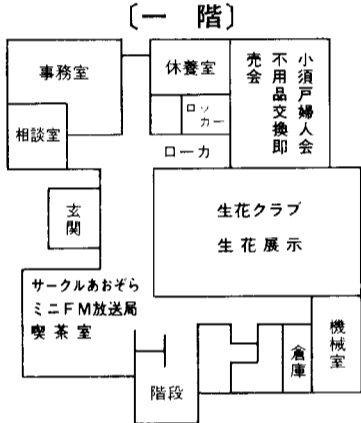 〔一階〕
事務室
休養室
小須戸婦人会
不用品交換即
売会
ロッ
カー
相談室
ローカ
玄
関
生花クラブ
生花展示
サークルあおぞら
ミニFM放送局
喫茶室
機
械
室
倉
庫
階段